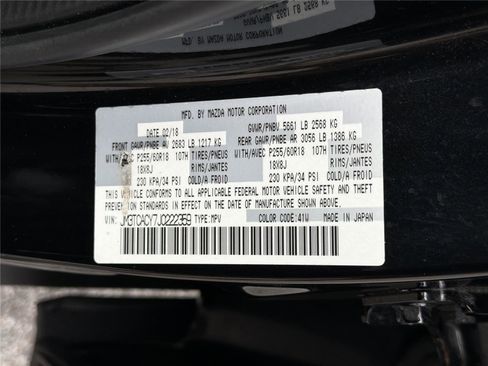 MFD. BY MAZDA MOTOR CORPORATION
DATE 02/18 GVWR/PNBV 5661 LB 2568 KG
FRONT GAWR/PNBE AV 2683 LB 1217 KG REAR GAWR/PNBE AR 3056 LB 1386 KG
WITH/AVEC P255/60R18 107H TIRES/PNEUS WITH/AVEC P255/60R18 107H TIRES/PNEUS
18X8J RIMS/JANTES 18X8J RIMS/JANTES
230 KPA/34 PSI COLD/A FROID 230 KPA/34 PSI COLD/A FROID
THIS VEHICLE CONFORMS TO ALL APPLICABLE FEDERAL MOTOR VEHICLE SAFETY, BUMPER,
AND THEFT PREVENTION STANDARDS IN EFFECT ON THE DATE OF MANUFACTURE SHOWN ABOVE.
VIN: JM3TCACY7J0222359 TYPE: MPV COLOR CODE: 41W MADE IN JAPAN